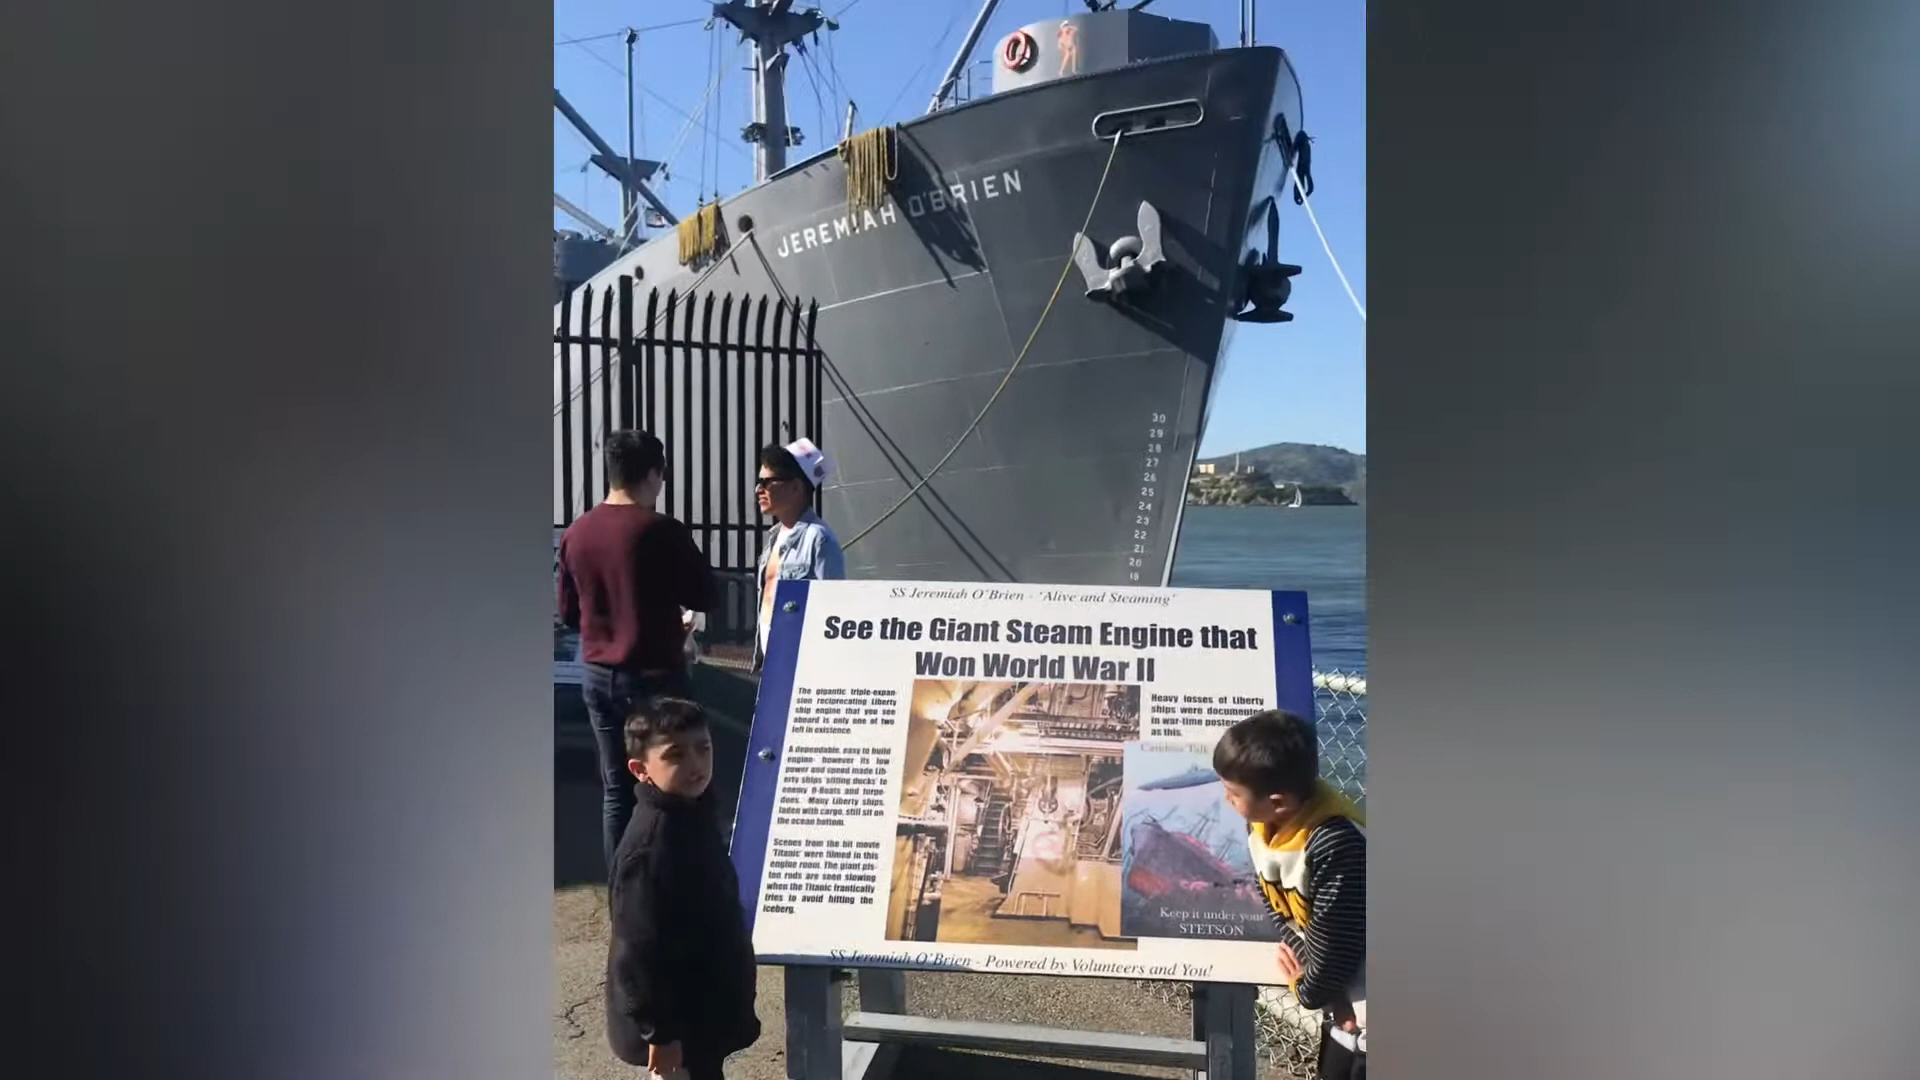 JEREMIAH O'BRIEN
30
29
28
27
26
25
24
23
22
21
20
19
SS Jeremiah O'Brien - 'Alive and Steaming'
See the Giant Steam Engine that
Won World War II
The gigantic triple-expan-
sion reciprocating Liberty
ship engine that you see
aboard is only one of two
left in existence.
A dependable, easy to build
engine- however its low
power and speed made Lib-
erty ships 'sitting ducks' to
enemy U-Boats and torpe-
does. Many Liberty ships,
laden with cargo, still sit on
the ocean bottom.
Scenes from the hit movie
'Titanic' were filmed in this
engine room. The giant pis-
ton rods are seen slowing
when the Titanic frantically
tries to avoid hitting the
iceberg.
Heavy losses of Liberty
ships were documented
in war-time posters
as this.
Careless Talk
Keep it under your
STETSON
SS Jeremiah O'Brien - Powered by Volunteers and You!